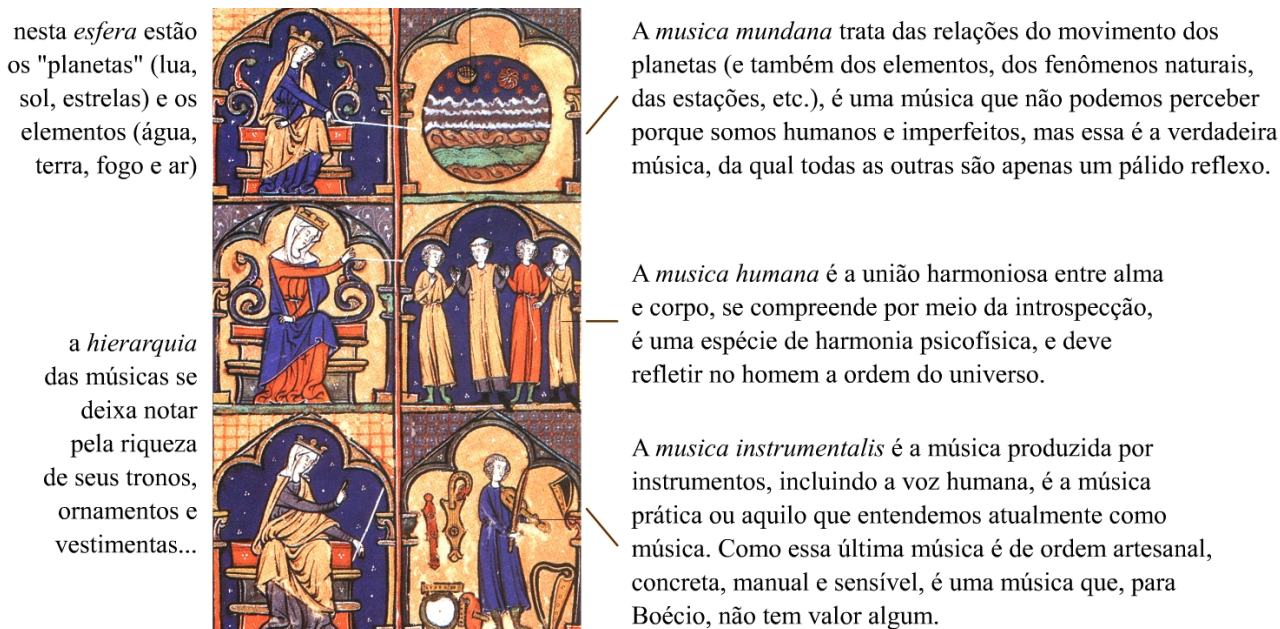 nesta esfera estão
os "planetas" (lua,
sol, estrelas) e os
elementos (água,
terra, fogo e ar)
a hierarquia
das músicas se
deixa notar
pela riqueza
de seus tronos,
ornamentos e
vestimentas...
A musica mundana trata das relações do movimento dos
planetas (e também dos elementos, dos fenômenos naturais,
das estações, etc.), é uma música que não podemos perceber
porque somos humanos e imperfeitos, mas essa é a verdadeira
música, da qual todas as outras são apenas um pálido reflexo.
A musica humana é a união harmoniosa entre alma
e corpo, se compreende por meio da introspecção,
é uma espécie de harmonia psicofísica, e deve
refletir no homem a ordem do universo.
A musica instrumentalis é a música produzida por
instrumentos, incluindo a voz humana, é a música
prática ou aquilo que entendemos atualmente como
música. Como essa última música é de ordem artesanal,
concreta, manual e sensível, é uma música que, para
Boécio, não tem valor algum.